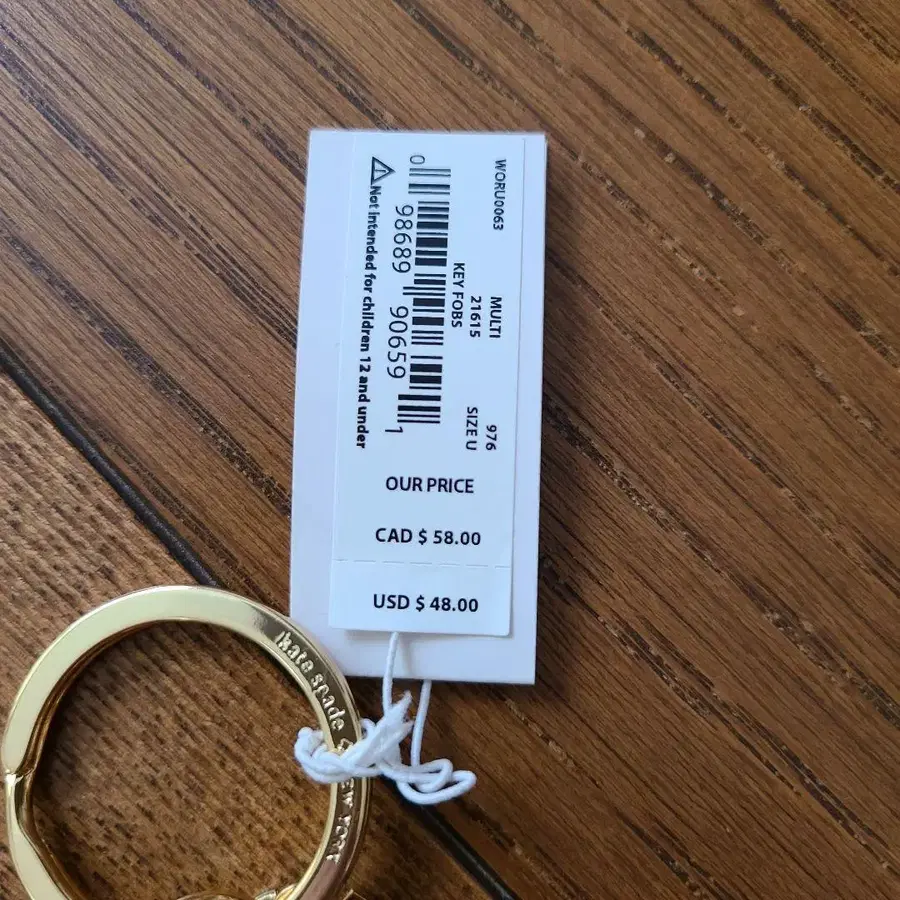 WORU0063
MULTI 976
21615 SIZE U
KEY FOBS
0 98689 90659 1
⚠Not intended for children 12 and under
OUR PRICE
CAD $ 58.00
USD $ 48.00
kate spade
NEW YORK